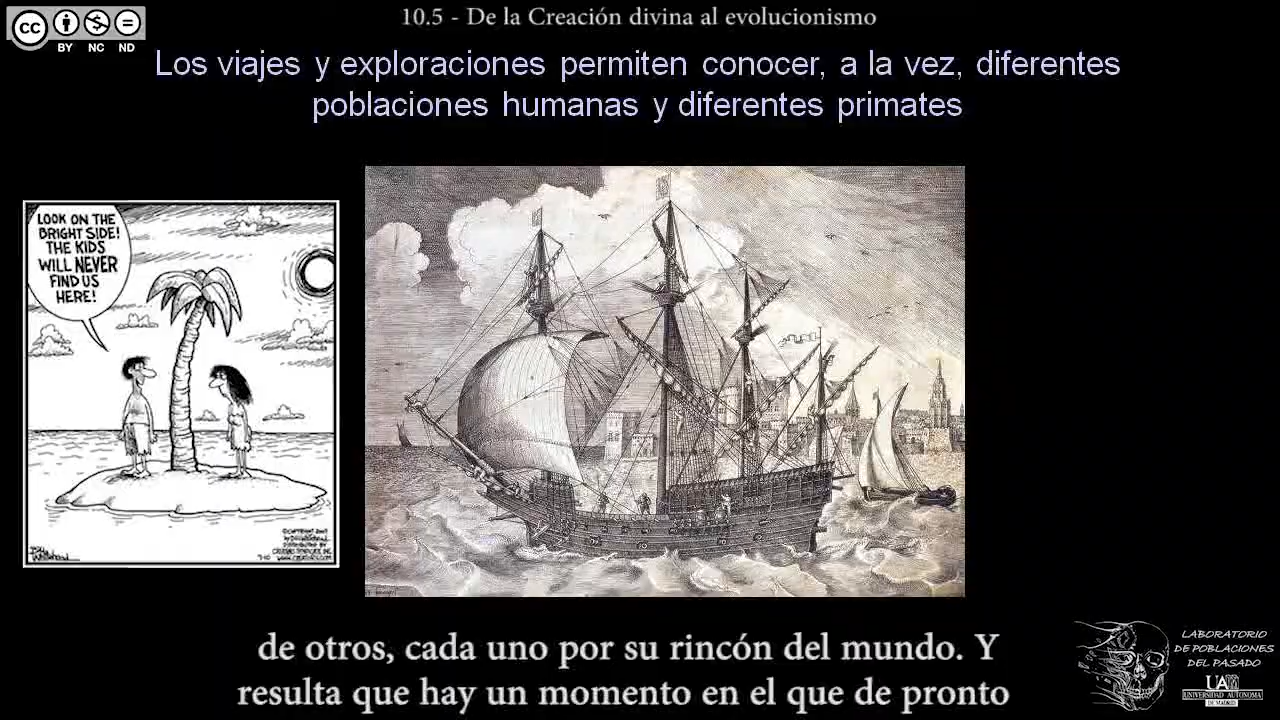 10.5 - De la Creación divina al evolucionismo
BY NC ND
Los viajes y exploraciones permiten conocer, a la vez, diferentes
poblaciones humanas y diferentes primates
LOOK ON THE
BRIGHT SIDE!
THE KIDS
WILL NEVER
FIND US
HERE!
de otros, cada uno por su rincón del mundo. Y
resulta que hay un momento en el que de pronto
LABORATORIO
DE POBLACIONES
DEL PASADO
UAM
UNIVERSIDAD AUTONOMA
DE MADRID